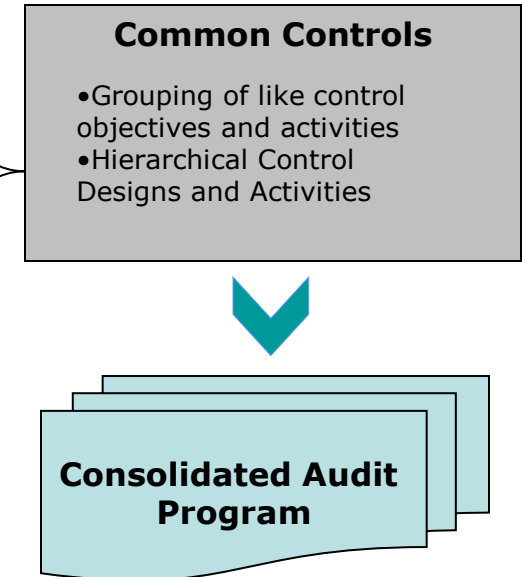 Common Controls
•Grouping of like control
objectives and activities
•Hierarchical Control
Designs and Activities
Consolidated Audit
Program